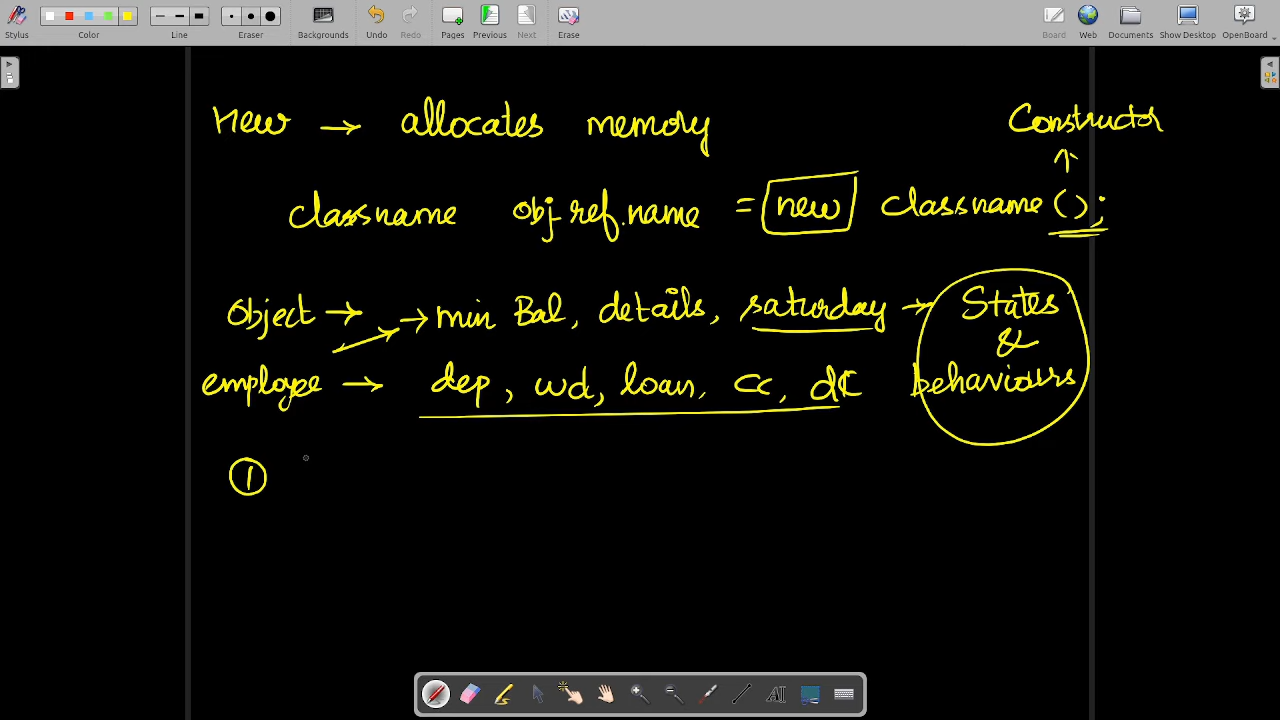 Stylus Color Line Eraser Backgrounds Undo Redo Pages Previous Next Erase Board Web Documents Show Desktop OpenBoard
new → allocates memory
Constructor
↑
classname obj ref.name = new classname ();
Object → → min Bal, details, saturday → States
&
employee → dep, wd, loan, CC, dC behaviours
①
AI